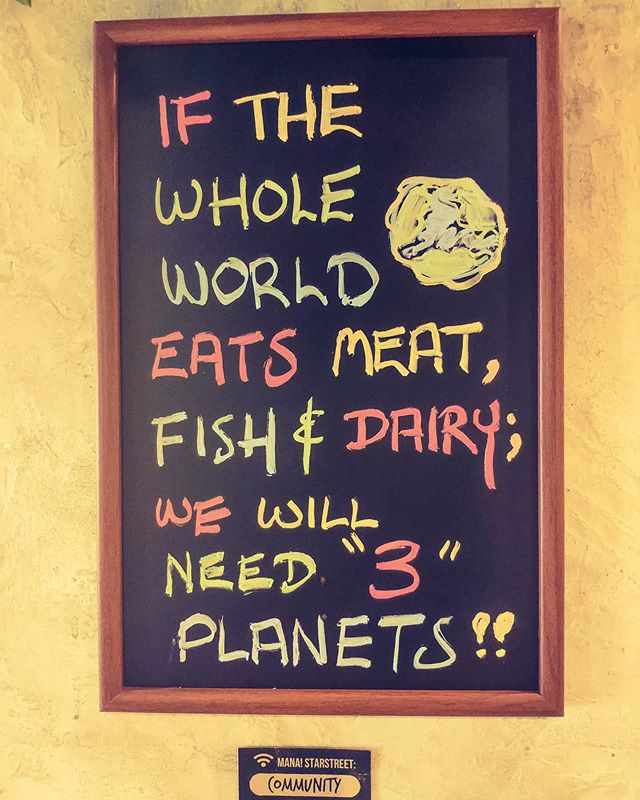 IF THE
WHOLE
WORLD
EATS MEAT,
FISH & DAIRY;
WE WILL
NEED "3"
PLANETS!!
MANA! STARSTREET:
COMMUNITY